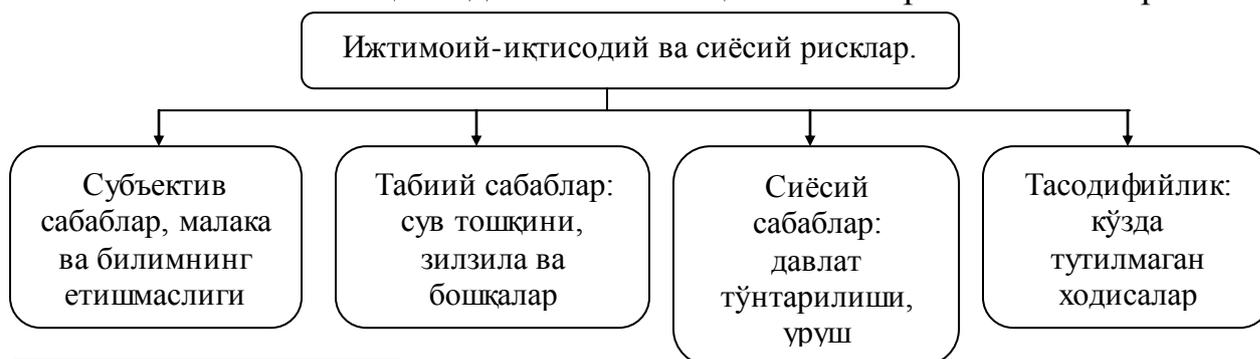 Ижтимоий-иқтисодий ва сиёсий рисклар.
Субъектив
сабаблар, малака
ва билимнинг
етишмаслиги
Табиий сабаблар:
сув тошқини,
зилзила ва
бошқалар
Сиёсий
сабаблар:
давлат
тўнтарилиши,
уруш
Тасодифийлик:
кўзда
тутилмаган
ходисалар